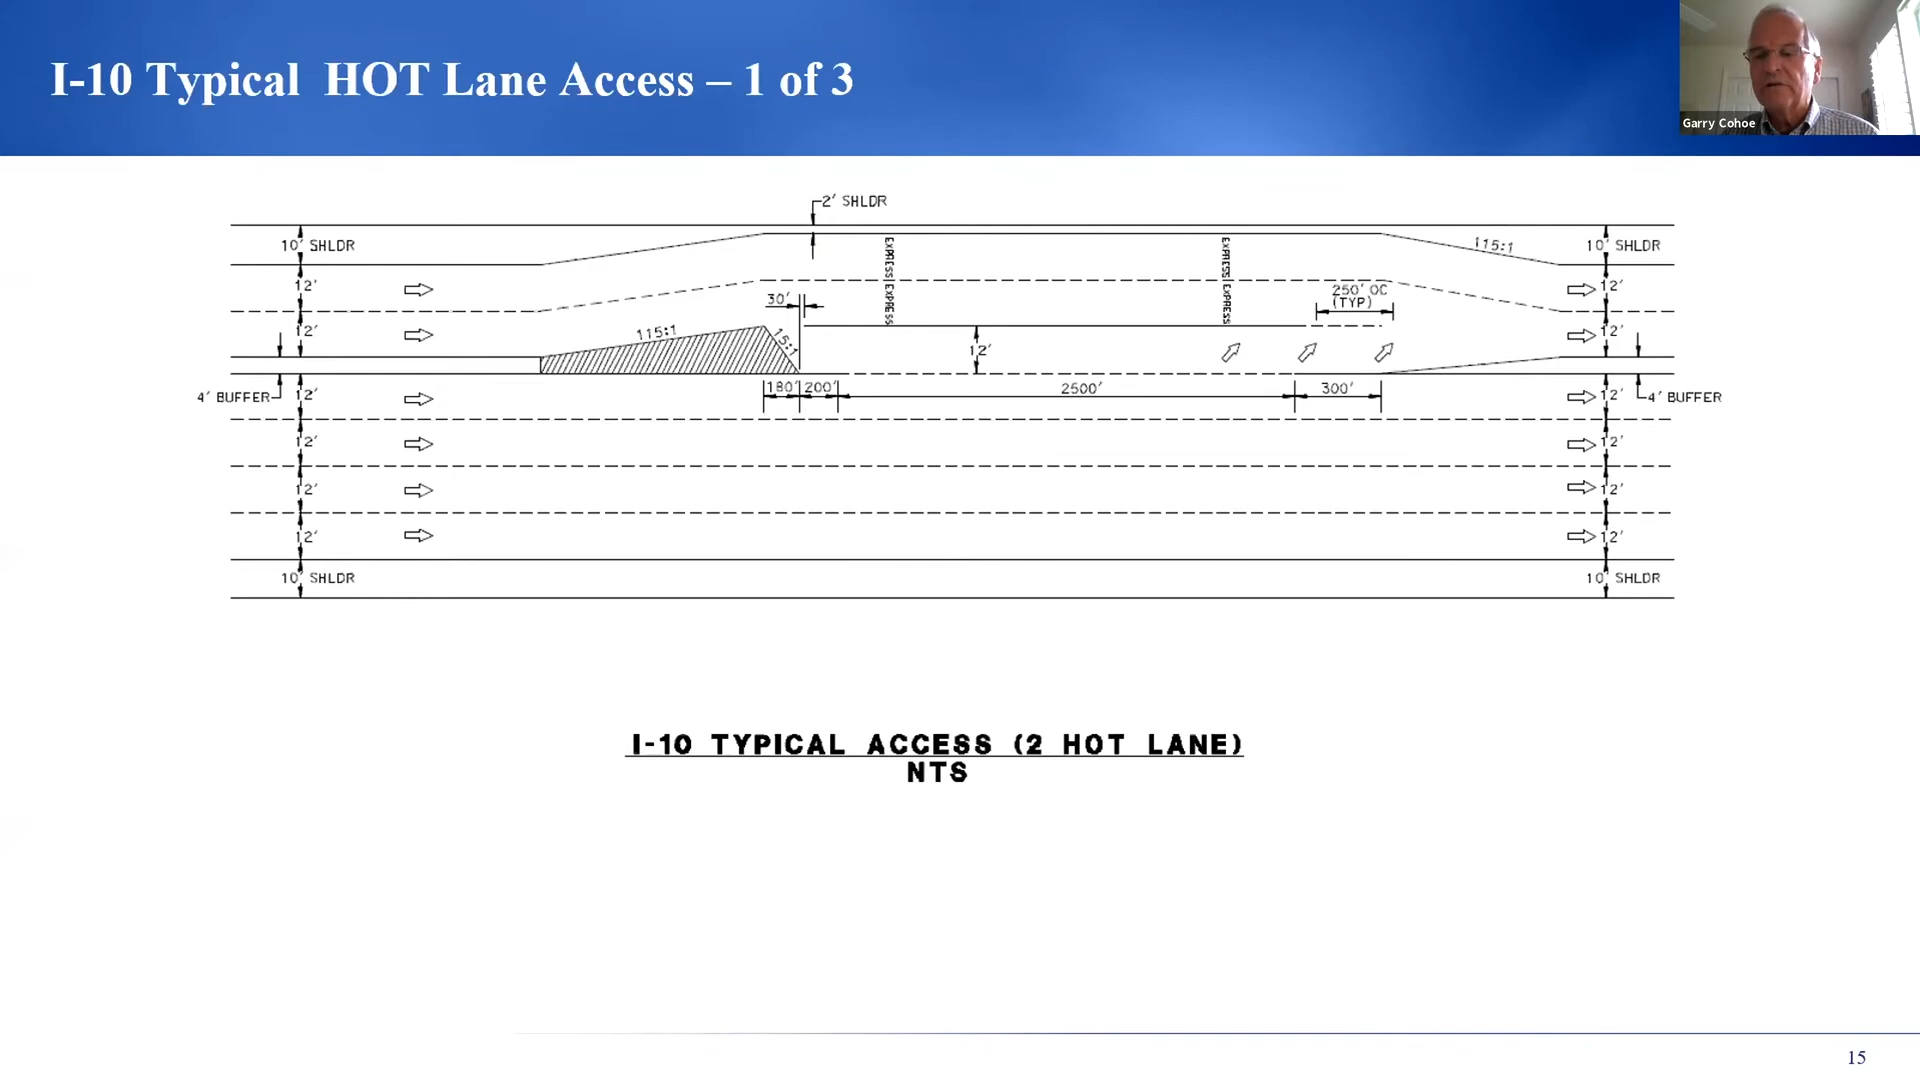 I-10 Typical HOT Lane Access – 1 of 3
Garry Cohoe
2' SHLDR
10' SHLDR
EXPRESS
EXPRESS
115:1
10' SHLDR
12'
30'
EXPRESS
EXPRESS
250' OC
(TYP)
12'
12'
115:1
15:1
12'
12'
4' BUFFER
12'
180'
200'
2500'
300'
12'
4' BUFFER
12'
12'
12'
12'
12'
12'
10' SHLDR
10' SHLDR
I-10 TYPICAL ACCESS (2 HOT LANE)
NTS
15